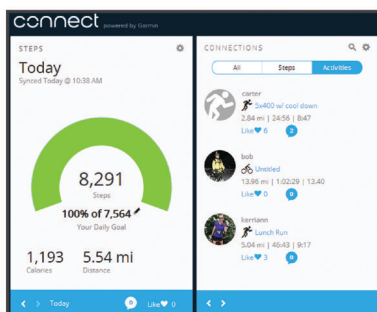 connect powered by Garmin
STEPS
Today
Synced Today @ 10:38 AM
8,291
Steps
100% of 7,564
Your Daily Goal
1,193
Calories
5.54 mi
Distance
Today
0
Like 0
CONNECTIONS
All
Steps
Activities
carter
5x400 w/ cool down
2.84 mi | 24:56 | 8:47
Like 6
2
bob
Untitled
13.96 mi | 1:02:29 | 13.40
Like 0
0
kerriann
Lunch Run
5.04 mi | 46:43 | 9:17
Like 3
0